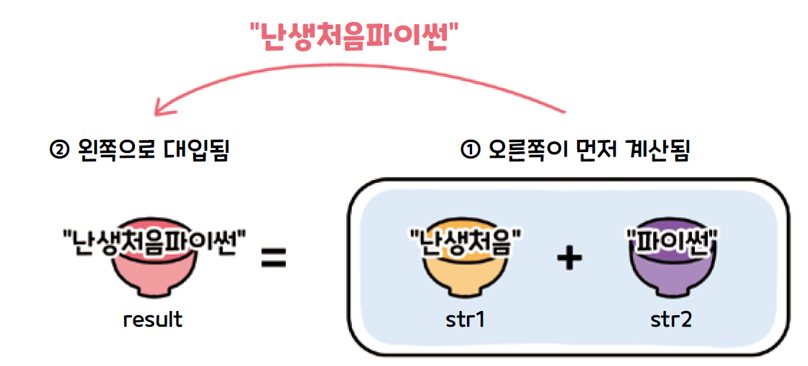 "난생처음파이썬"
② 왼쪽으로 대입됨
① 오른쪽이 먼저 계산됨
"난생처음파이썬" = "난생처음" + "파이썬"
result
str1
str2